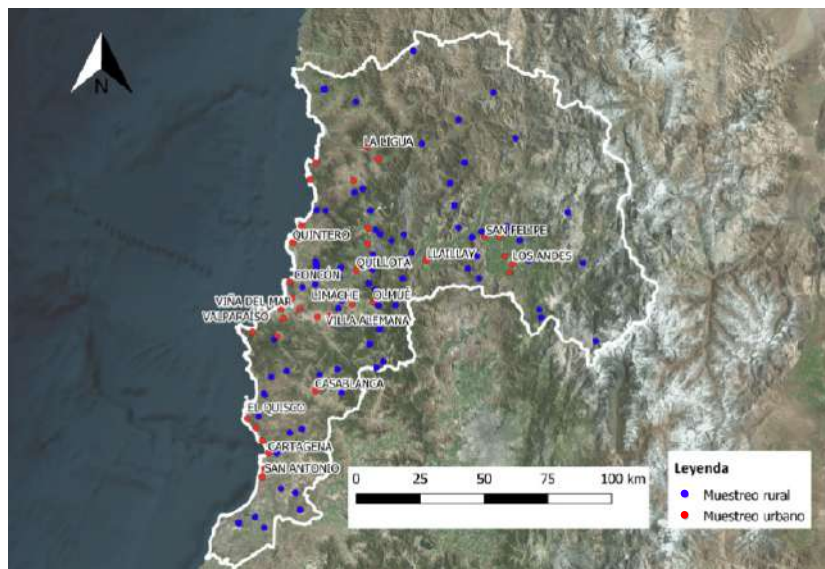 N
LA LIGUA
QUINTERO
SAN FELIPE
QUILLOTA
LLAILLAY
LOS ANDES
CONCÓN
LIMACHE
OLMUÉ
VIÑA DEL MAR
VALPARAÍSO
VILLA ALEMANA
CASABLANCA
EL QUISCO
CARTAGENA
SAN ANTONIO
0 25 50 75 100 km
Leyenda
Muestreo rural
Muestreo urbano